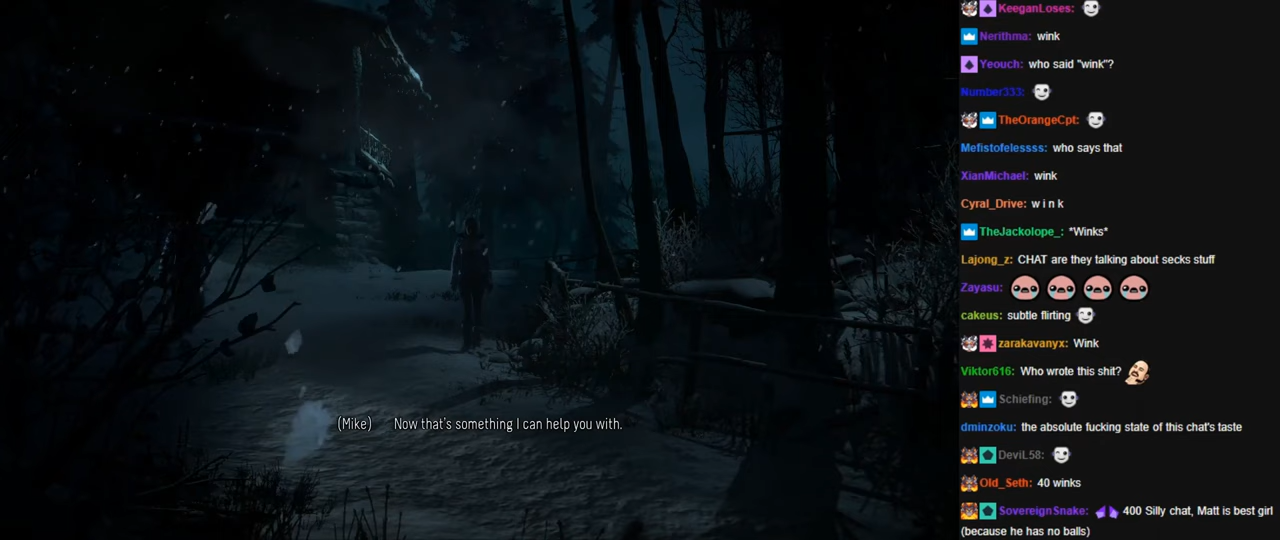 (Mike) Now that's something I can help you with.
KeeganLoses:
Nerithma: wink
Yeouch: who said "wink"?
Number333:
TheOrangeCpt:
Mefistofelessss: who says that
XianMichael: wink
Cyral_Drive: w i n k
TheJackolope_: *Winks*
Lajong_z: CHAT are they talking about secks stuff
Zayasu:
cakeus: subtle flirting
zarakavanyx: Wink
Viktor616: Who wrote this shit?
Schiefing:
dminzoku: the absolute fucking state of this chat's taste
DeviL58:
Old_Seth: 40 winks
SovereignSnake: 400 Silly chat, Matt is best girl
(because he has no balls)